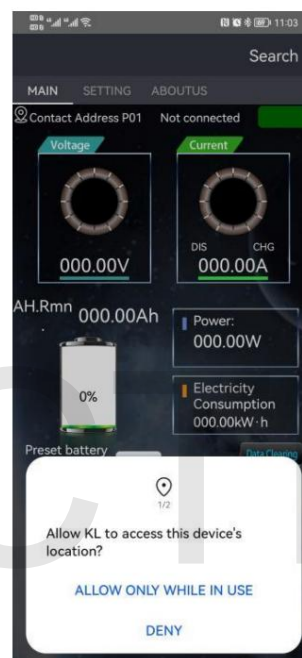 11:03
Search
MAIN SETTING ABOUTUS
Contact Address P01 Not connected
Voltage Current
DIS CHG
000.00V 000.00A
AH.Rmn 000.00Ah
Power:
000.00W
0%
Electricity
Consumption
000.00kW·h
Preset battery Data Clearing
1/2
Allow KL to access this device's
location?
ALLOW ONLY WHILE IN USE
DENY